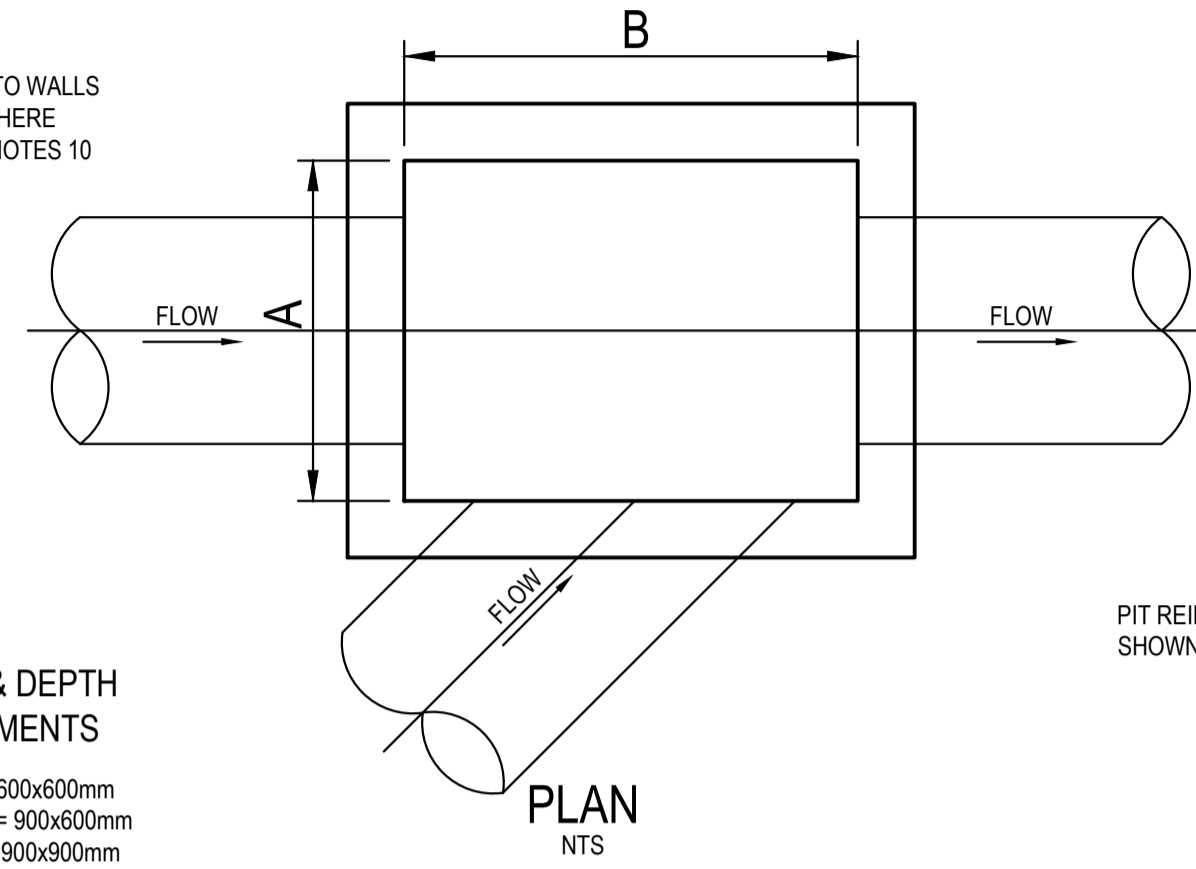 B
TO WALLS
HERE
NOTES 10
FLOW
A
FLOW
FLOW
PIT REI
SHOWN
& DEPTH
MENTS
600x600mm
= 900x600mm
900x900mm
PLAN
NTS